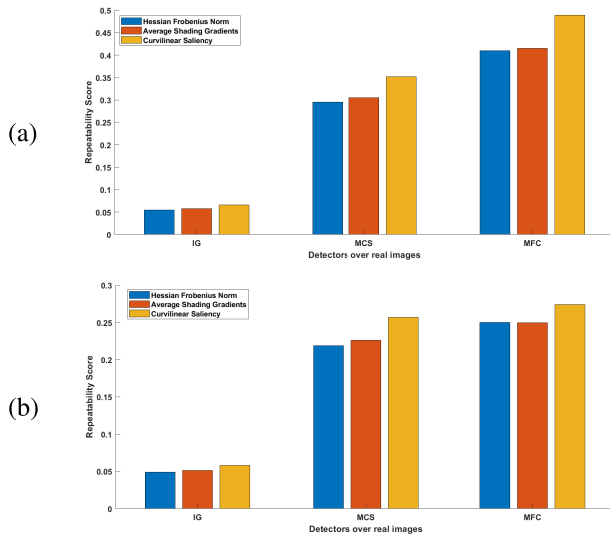 (a)
Repeatability Score
0.5
0.45
0.4
0.35
0.3
0.25
0.2
0.15
0.1
0.05
0
Hessian Frobenius Norm
Average Shading Gradients
Curvilinear Saliency
IG MCS MFC
Detectors over real images
(b)
Repeatability Score
0.3
0.25
0.2
0.15
0.1
0.05
0
Hessian Frobenius Norm
Average Shading Gradients
Curvilinear Saliency
IG MCS MFC
Detectors over real images